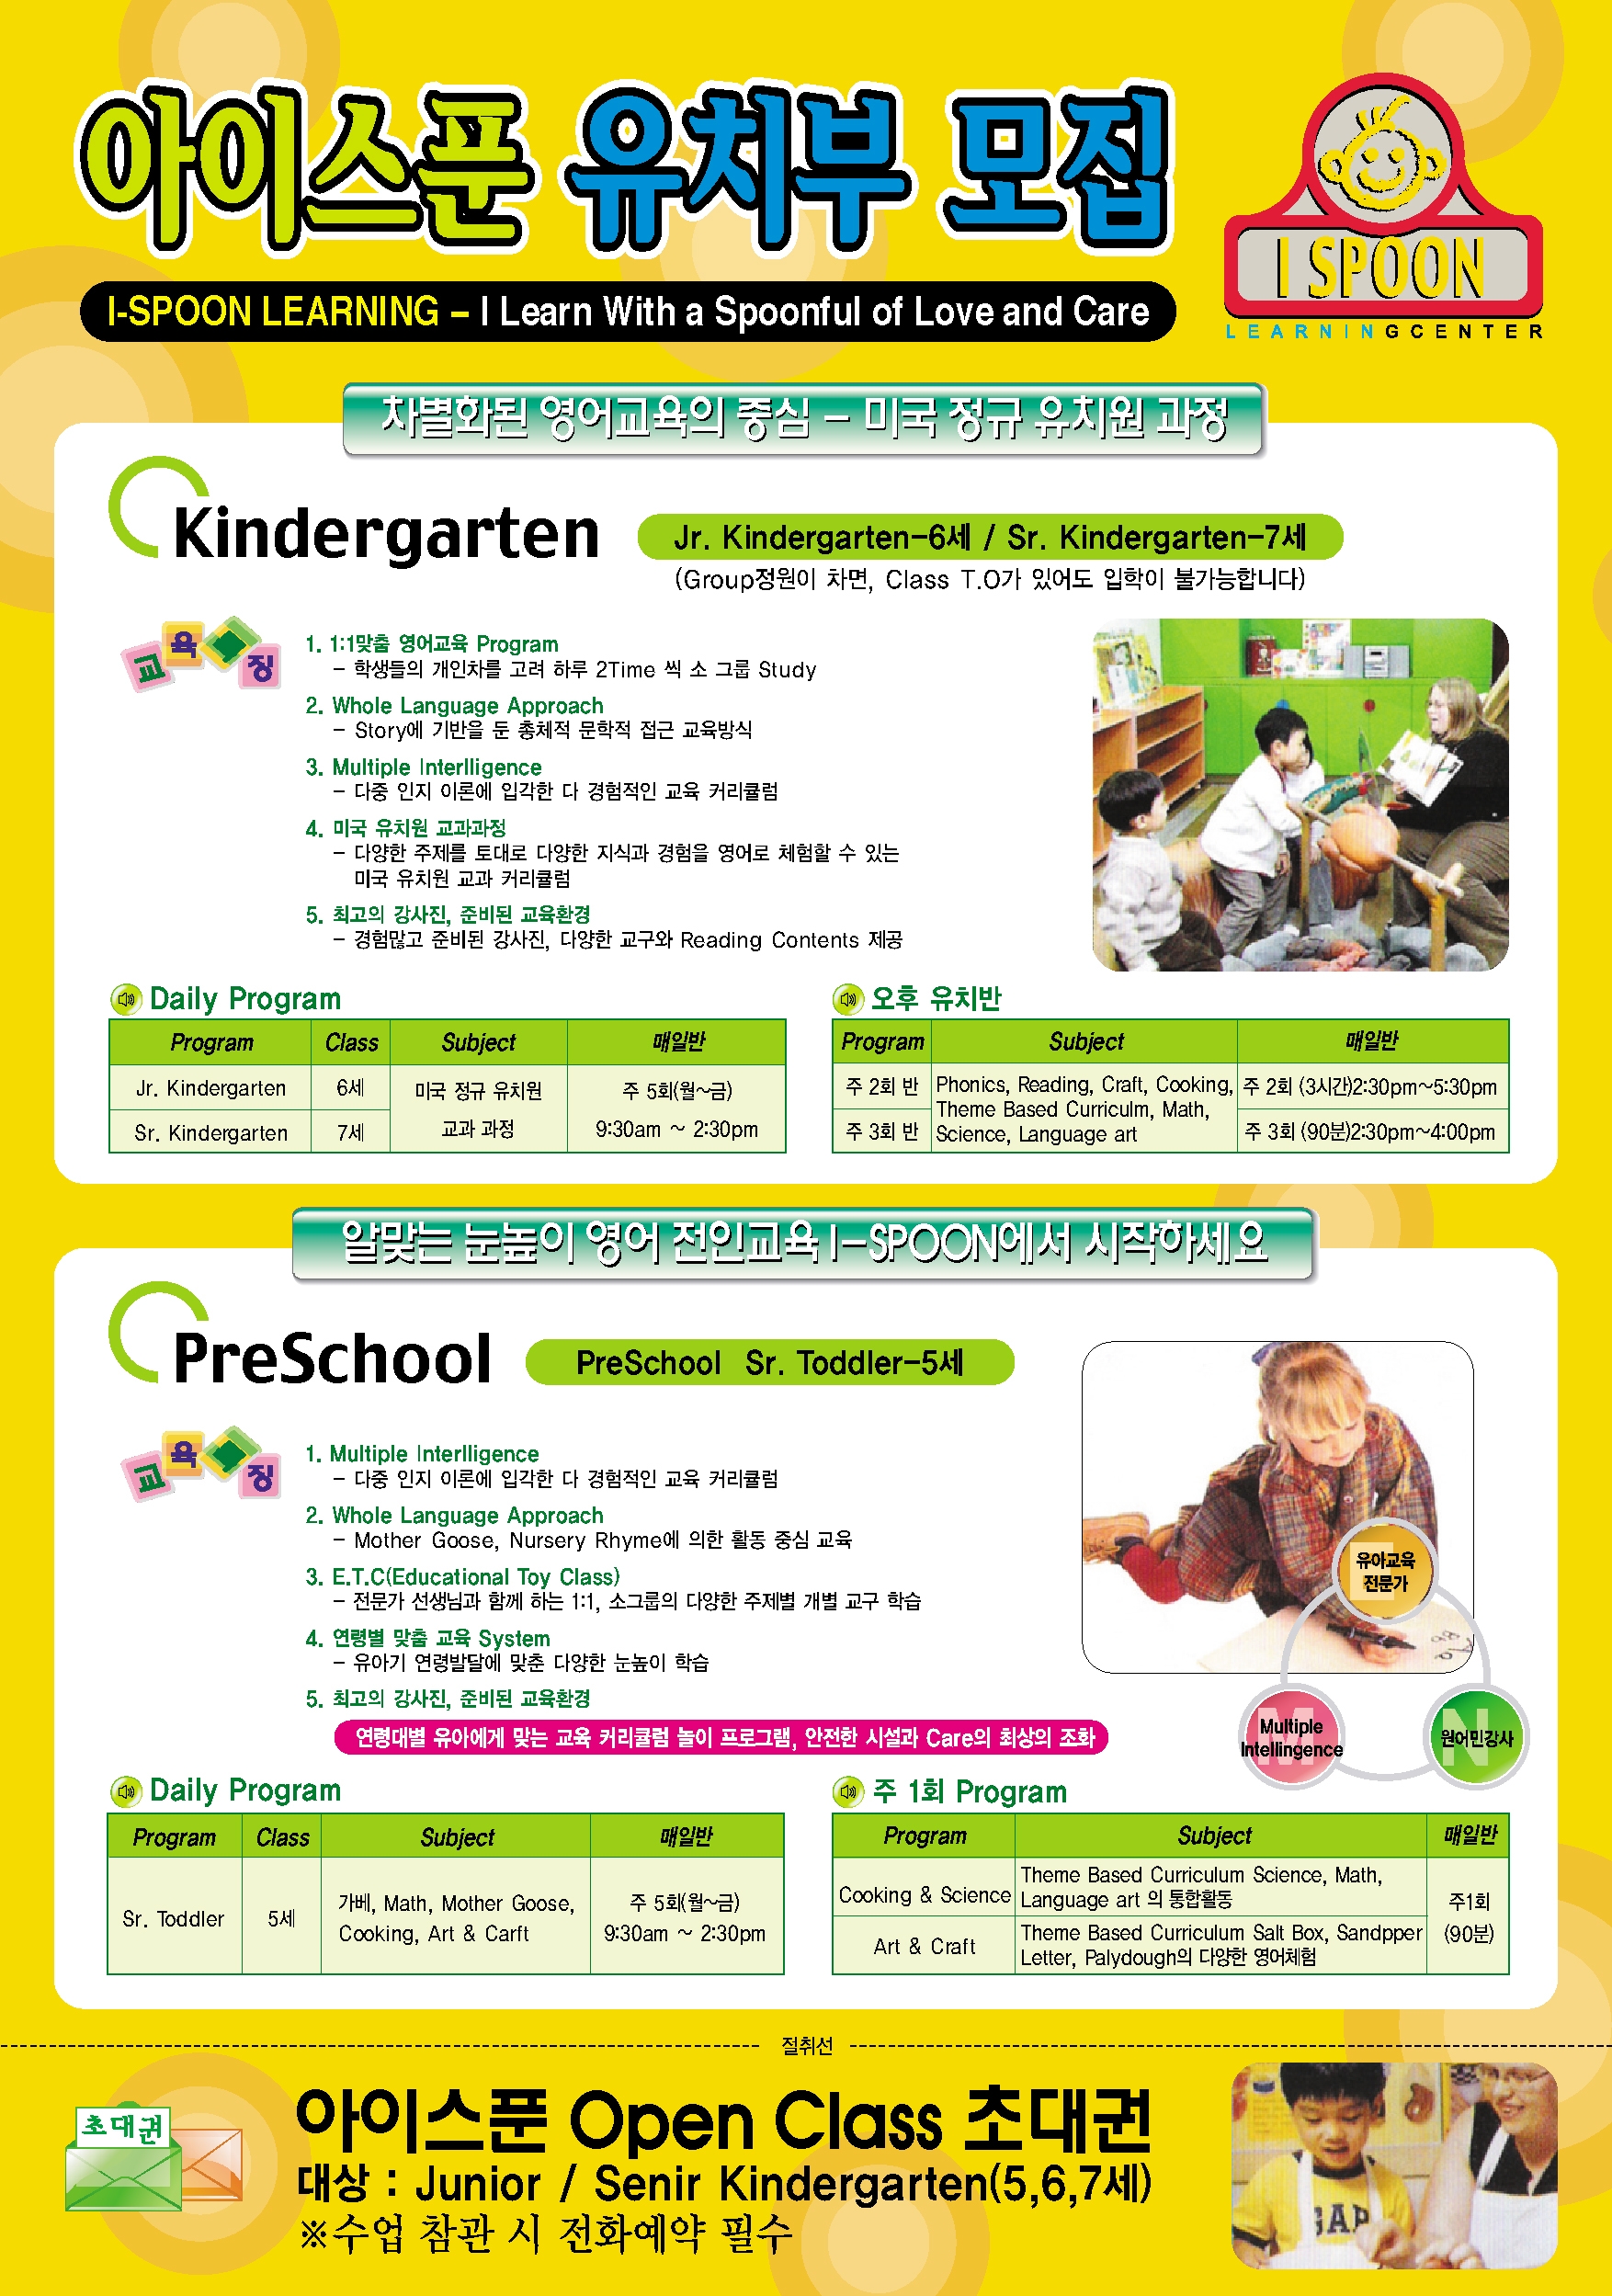 아이스푼 유치부 모집
I SPOON
LEARNINGCENTER
I-SPOON LEARNING – I Learn With a Spoonful of Love and Care
차별화된 영어교육의 중심 – 미국 정규 유치원 과정
Kindergarten
Jr. Kindergarten-6세 / Sr. Kindergarten-7세
(Group정원이 차면, Class T.O가 있어도 입학이 불가능합니다)
교육 징
1. 1:1맞춤 영어교육 Program
– 학생들의 개인차를 고려 하루 2Time 씩 소 그룹 Study
2. Whole Language Approach
– Story에 기반을 둔 총체적 문학적 접근 교육방식
3. Multiple Interlligence
– 다중 인지 이론에 입각한 다 경험적인 교육 커리큘럼
4. 미국 유치원 교과과정
– 다양한 주제를 토대로 다양한 지식과 경험을 영어로 체험할 수 있는
미국 유치원 교과 커리큘럼
5. 최고의 강사진, 준비된 교육환경
– 경험많고 준비된 강사진, 다양한 교구와 Reading Contents 제공
Daily Program
Program Class Subject 매일반
Jr. Kindergarten 6세 미국 정규 유치원 주 5회(월~금)
Sr. Kindergarten 7세 교과 과정 9:30am ~ 2:30pm
오후 유치반
Program Subject 매일반
주 2회 반 Phonics, Reading, Craft, Cooking, 주 2회 (3시간)2:30pm~5:30pm
Theme Based Curriculm, Math,
주 3회 반 Science, Language art 주 3회 (90분)2:30pm~4:00pm
알맞는 눈높이 영어 전인교육 I-SPOON에서 시작하세요
PreSchool
PreSchool Sr. Toddler-5세
교육 징
1. Multiple Interlligence
– 다중 인지 이론에 입각한 다 경험적인 교육 커리큘럼
2. Whole Language Approach
– Mother Goose, Nursery Rhyme에 의한 활동 중심 교육
3. E.T.C(Educational Toy Class)
– 전문가 선생님과 함께 하는 1:1, 소그룹의 다양한 주제별 개별 교구 학습
4. 연령별 맞춤 교육 System
– 유아기 연령발달에 맞춘 다양한 눈높이 학습
5. 최고의 강사진, 준비된 교육환경
연령대별 유아에게 맞는 교육 커리큘럼 놀이 프로그램, 안전한 시설과 Care의 최상의 조화
E
유아교육
전문가
M
Multiple
Intellingence
N
원어민강사
Daily Program
Program Class Subject 매일반
Sr. Toddler 5세 가베, Math, Mother Goose, 주 5회(월~금)
Cooking, Art & Carft 9:30am ~ 2:30pm
주 1회 Program
Program Subject 매일반
Cooking & Science Theme Based Curriculum Science, Math,
Language art 의 통합활동 주1회
Art & Craft Theme Based Curriculum Salt Box, Sandpper (90분)
Letter, Palydough의 다양한 영어체험
절취선
초대권
아이스푼 Open Class 초대권
대상 : Junior / Senir Kindergarten(5,6,7세)
※수업 참관 시 전화예약 필수
GAP